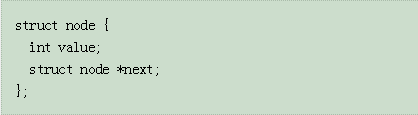 struct node {
  int value;
  struct node *next;
};